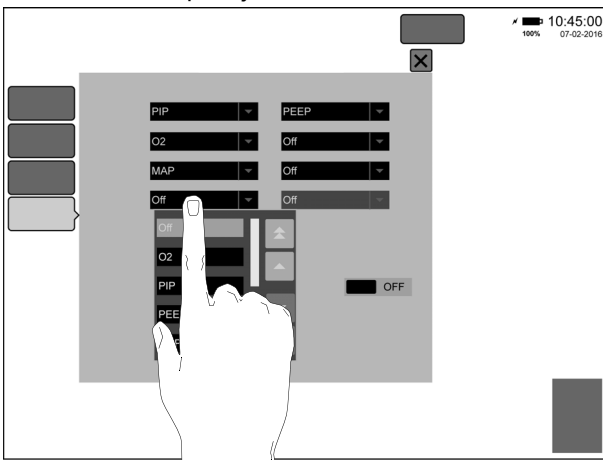 10:45:00
100% 07-02-2016
PIP PEEP
O2 Off
MAP Off
Off Off
Off
O2
PIP
OFF